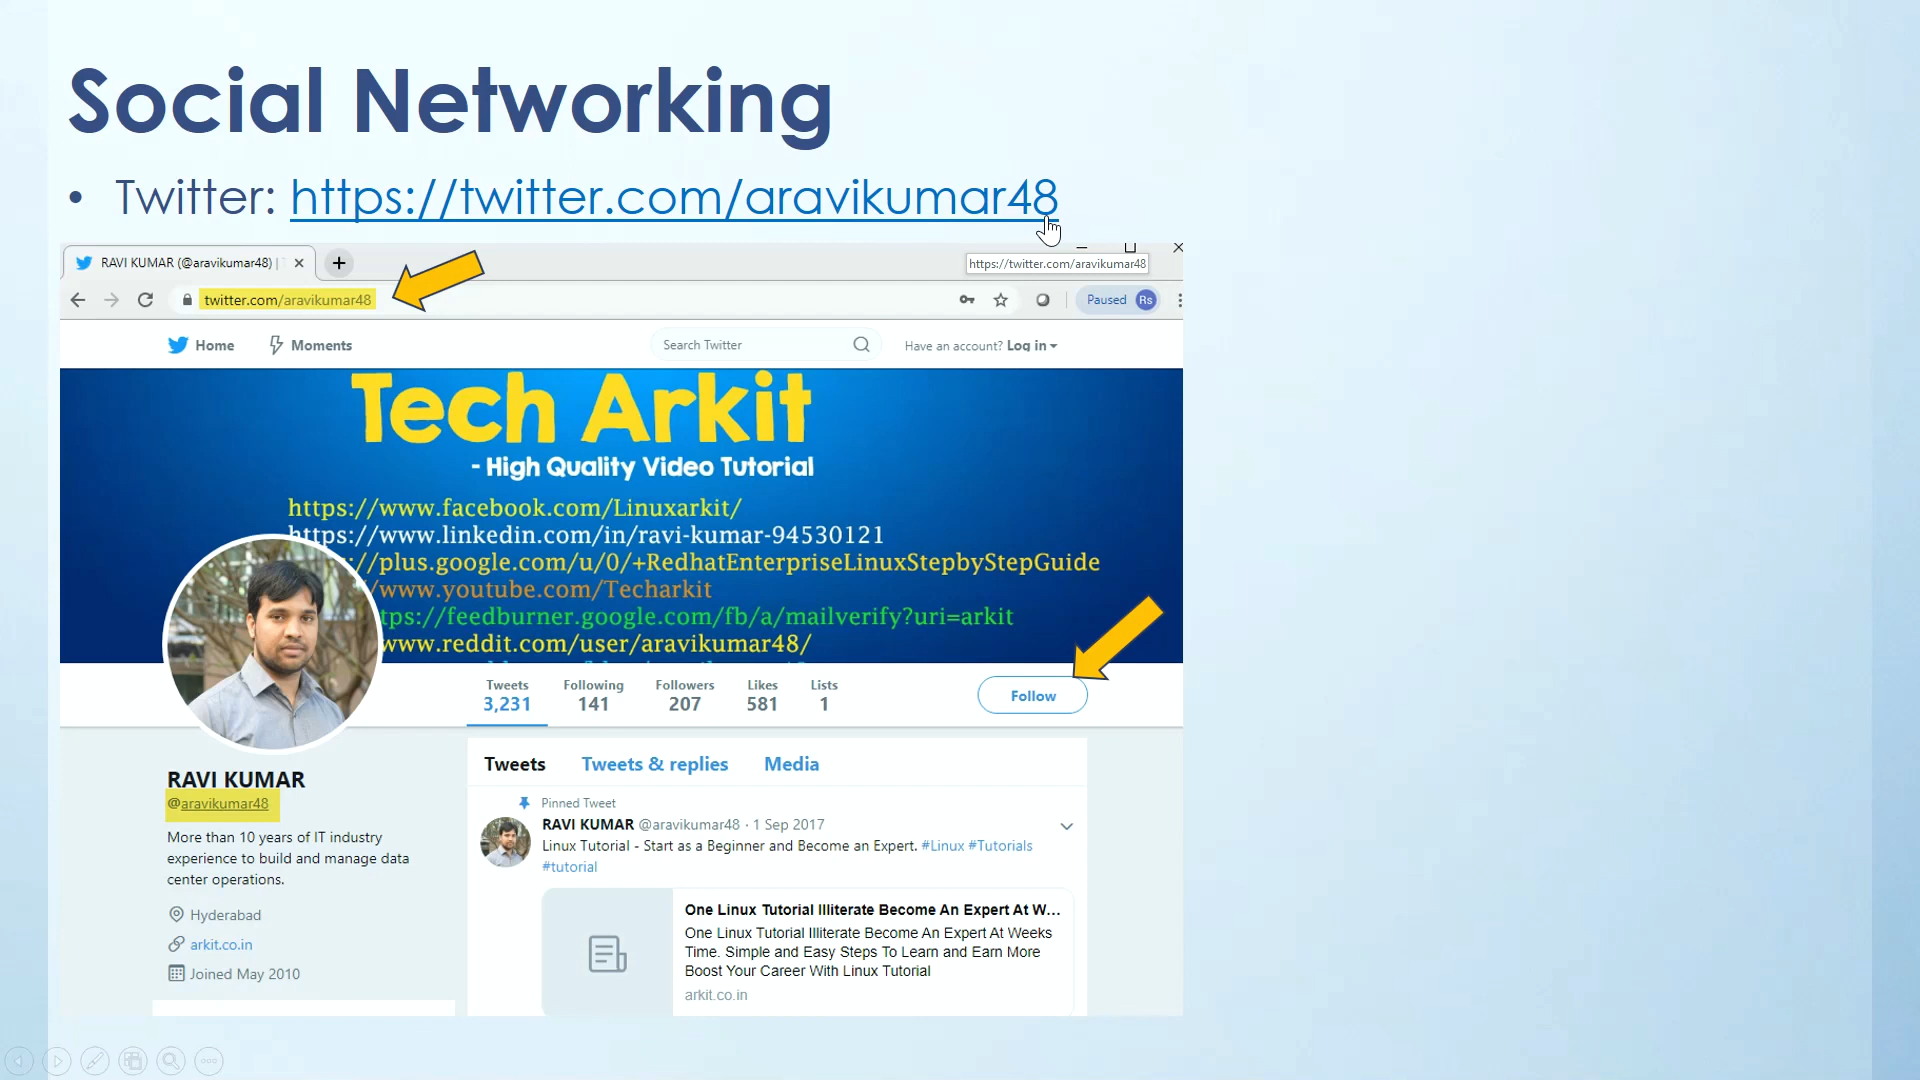 Social Networking
• Twitter: https://twitter.com/aravikumar48
RAVI KUMAR (@aravikumar48) |
https://twitter.com/aravikumar48
twitter.com/aravikumar48
Paused Rs
Home Moments Search Twitter Have an account? Log in
Tech Arkit
- High Quality Video Tutorial
https://www.facebook.com/Linuxarkit/
https://www.linkedin.com/in/ravi-kumar-94530121
//plus.google.com/u/0/+RedhatEnterpriseLinuxStepbyStepGuide
/www.youtube.com/Techarkit
tps://feedburner.google.com/fb/a/mailverify?uri=arkit
www.reddit.com/user/aravikumar48/
Tweets Following Followers Likes Lists
3,231 141 207 581 1
Follow
RAVI KUMAR
@aravikumar48
More than 10 years of IT industry
experience to build and manage data
center operations.
Hyderabad
arkit.co.in
Joined May 2010
Tweets Tweets & replies Media
Pinned Tweet
RAVI KUMAR @aravikumar48 · 1 Sep 2017
Linux Tutorial - Start as a Beginner and Become an Expert. #Linux #Tutorials
#tutorial
One Linux Tutorial Illiterate Become An Expert At W...
One Linux Tutorial Illiterate Become An Expert At Weeks
Time. Simple and Easy Steps To Learn and Earn More
Boost Your Career With Linux Tutorial
arkit.co.in